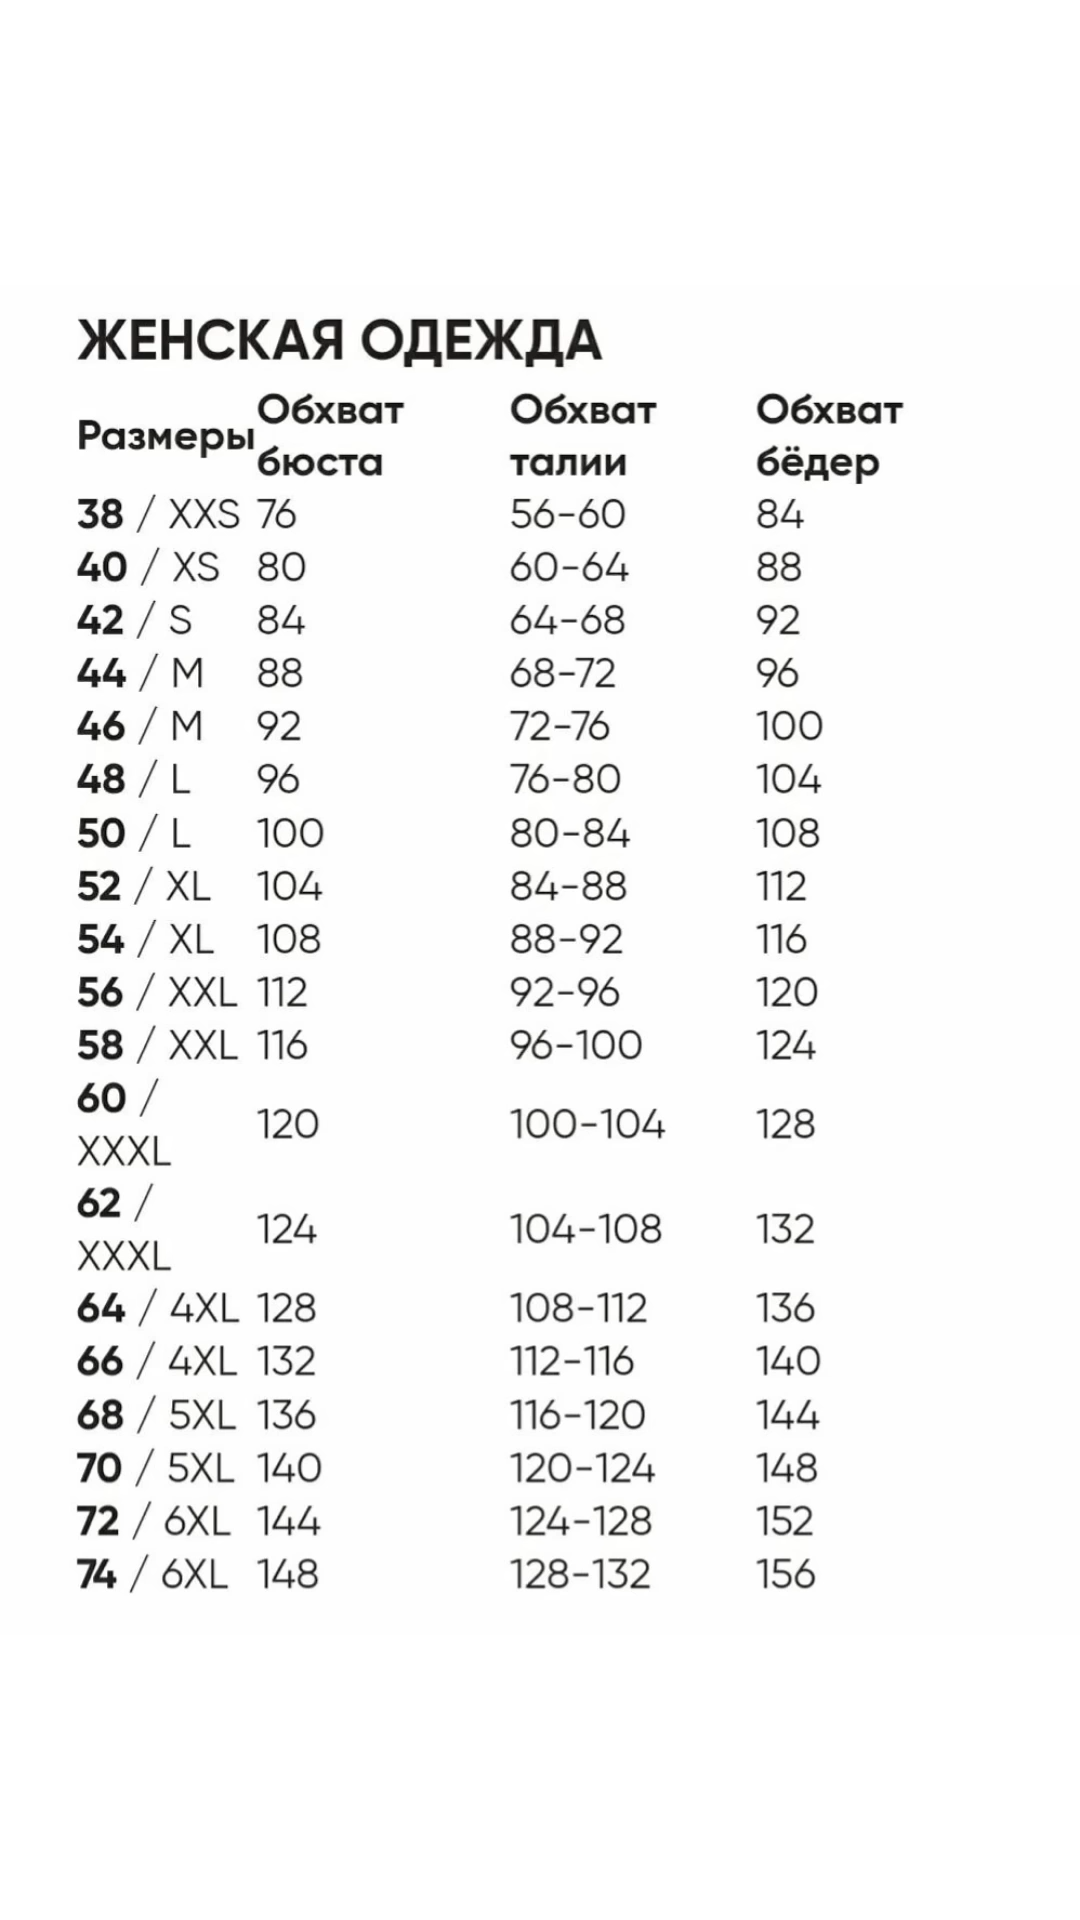 ЖЕНСКАЯ ОДЕЖДА
Размеры Обхват бюста Обхват талии Обхват бёдер
38 / XXS 76 56-60 84
40 / XS 80 60-64 88
42 / S 84 64-68 92
44 / M 88 68-72 96
46 / M 92 72-76 100
48 / L 96 76-80 104
50 / L 100 80-84 108
52 / XL 104 84-88 112
54 / XL 108 88-92 116
56 / XXL 112 92-96 120
58 / XXL 116 96-100 124
60 / XXXL 120 100-104 128
62 / XXXL 124 104-108 132
64 / 4XL 128 108-112 136
66 / 4XL 132 112-116 140
68 / 5XL 136 116-120 144
70 / 5XL 140 120-124 148
72 / 6XL 144 124-128 152
74 / 6XL 148 128-132 156